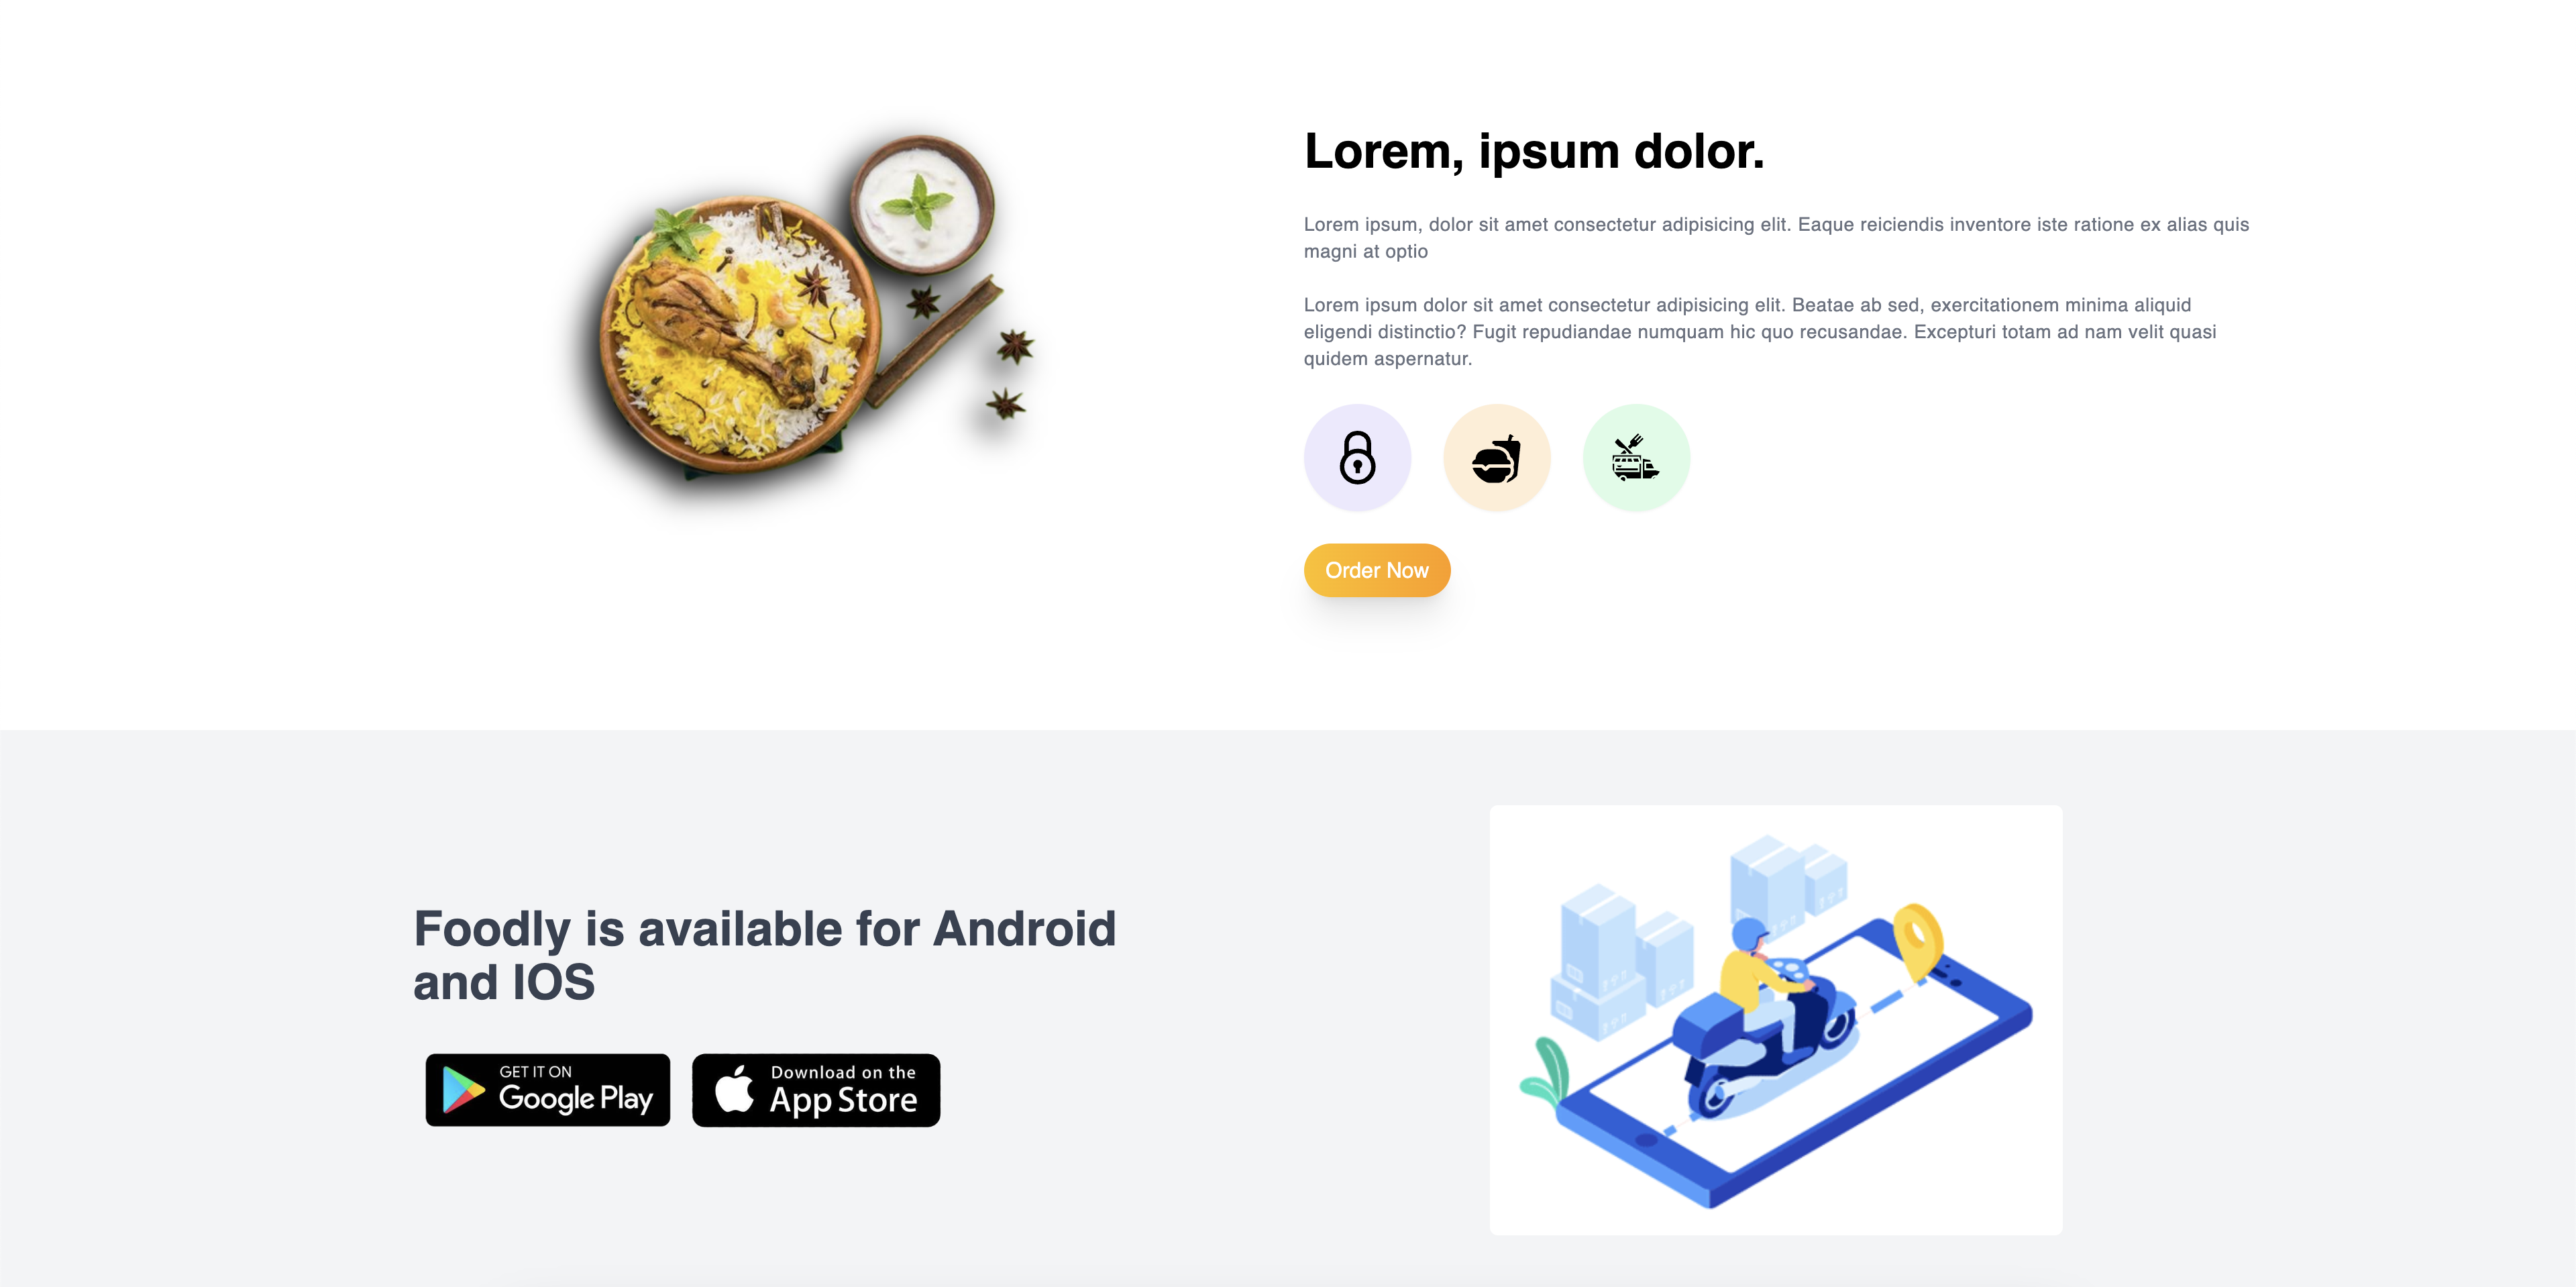 Lorem, ipsum dolor.
Lorem ipsum, dolor sit amet consectetur adipisicing elit. Eaque reiciendis inventore iste ratione ex alias quis
magni at optio
Lorem ipsum dolor sit amet consectetur adipisicing elit. Beatae ab sed, exercitationem minima aliquid
eligendi distinctio? Fugit repudiandae numquam hic quo recusandae. Excepturi totam ad nam velit quasi
quidem aspernatur.
Order Now
Foodly is available for Android
and IOS
GET IT ON
Google Play
Download on the
App Store